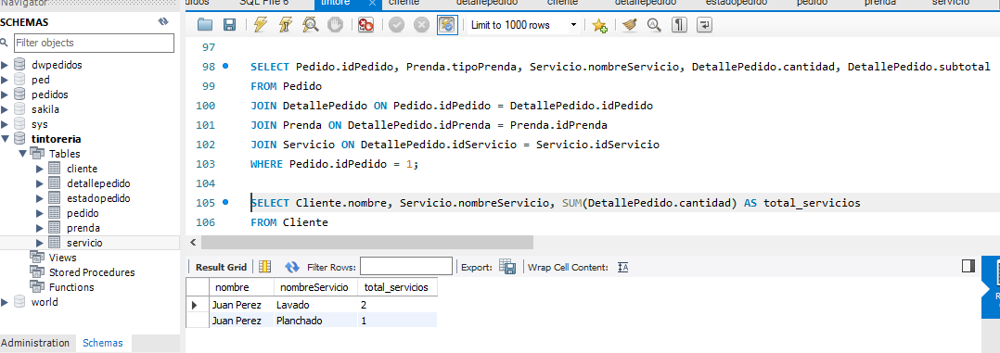 Navigator
didos SQL File 6 tintore cliente detallepedido cliente detallepedido estadopedido pedido prenda servicio
SCHEMAS
Limit to 1000 rows
Filter objects
dwpedidos
ped
pedidos
sakila
sys
tintoreria
Tables
cliente
detallepedido
estadopedido
pedido
prenda
servicio
Views
Stored Procedures
Functions
world
Administration Schemas
97
98 SELECT Pedido.idPedido, Prenda.tipoPrenda, Servicio.nombreServicio, DetallePedido.cantidad, DetallePedido.subtotal
99 FROM Pedido
100 JOIN DetallePedido ON Pedido.idPedido = DetallePedido.idPedido
101 JOIN Prenda ON DetallePedido.idPrenda = Prenda.idPrenda
102 JOIN Servicio ON DetallePedido.idServicio = Servicio.idServicio
103 WHERE Pedido.idPedido = 1;
104
105 SELECT Cliente.nombre, Servicio.nombreServicio, SUM(DetallePedido.cantidad) AS total_servicios
106 FROM Cliente
Result Grid Filter Rows: Export: Wrap Cell Content:
nombre nombreServicio total_servicios
Juan Perez Lavado 2
Juan Perez Planchado 1